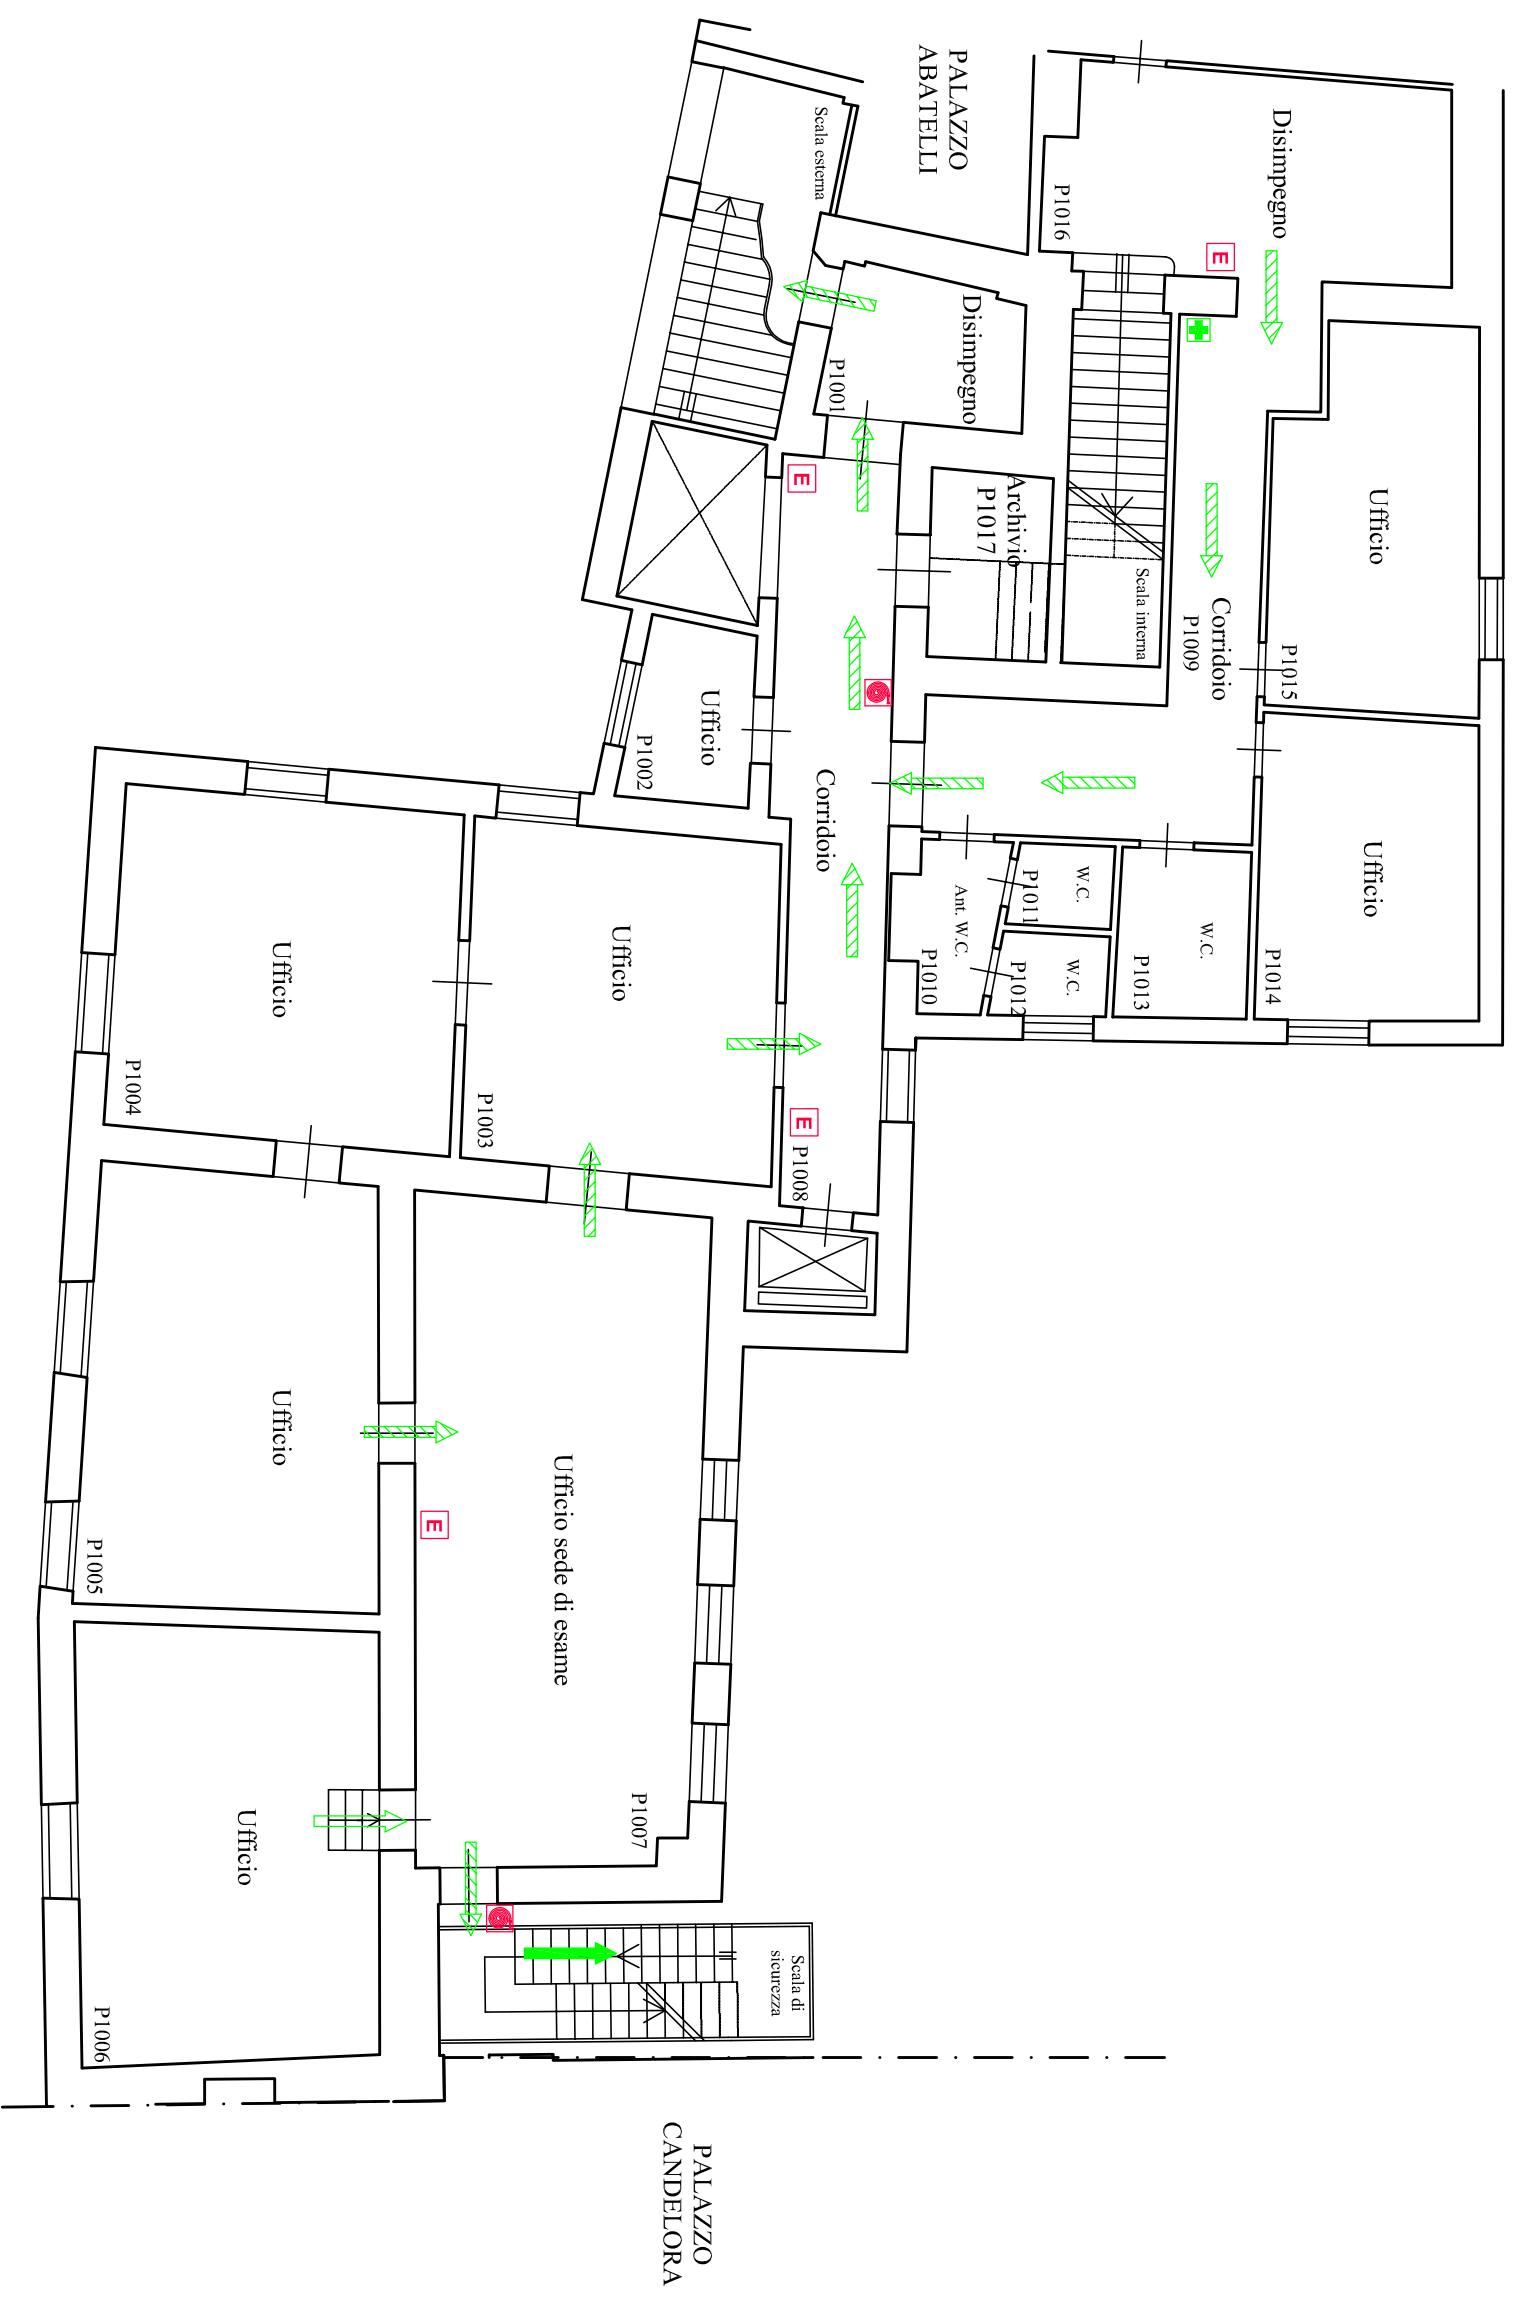 PALAZZO
ABATELLI
Scala esterna
Disimpegno
P1016
E
Disimpegno
P1001
E
Archivio
P1017
Scala interna
Corridoio
P1009
Ufficio
P1015
Ufficio
P1014
Ufficio
P1002
Corridoio
Ant. W.C.
P1010
W.C.
P1011
W.C.
P1012
W.C.
P1013
Ufficio
P1004
Ufficio
P1003
E
P1008
Ufficio
P1005
E
Ufficio sede di esame
P1007
Ufficio
P1006
Scala di
sicurezza
PALAZZO
CANDELORA